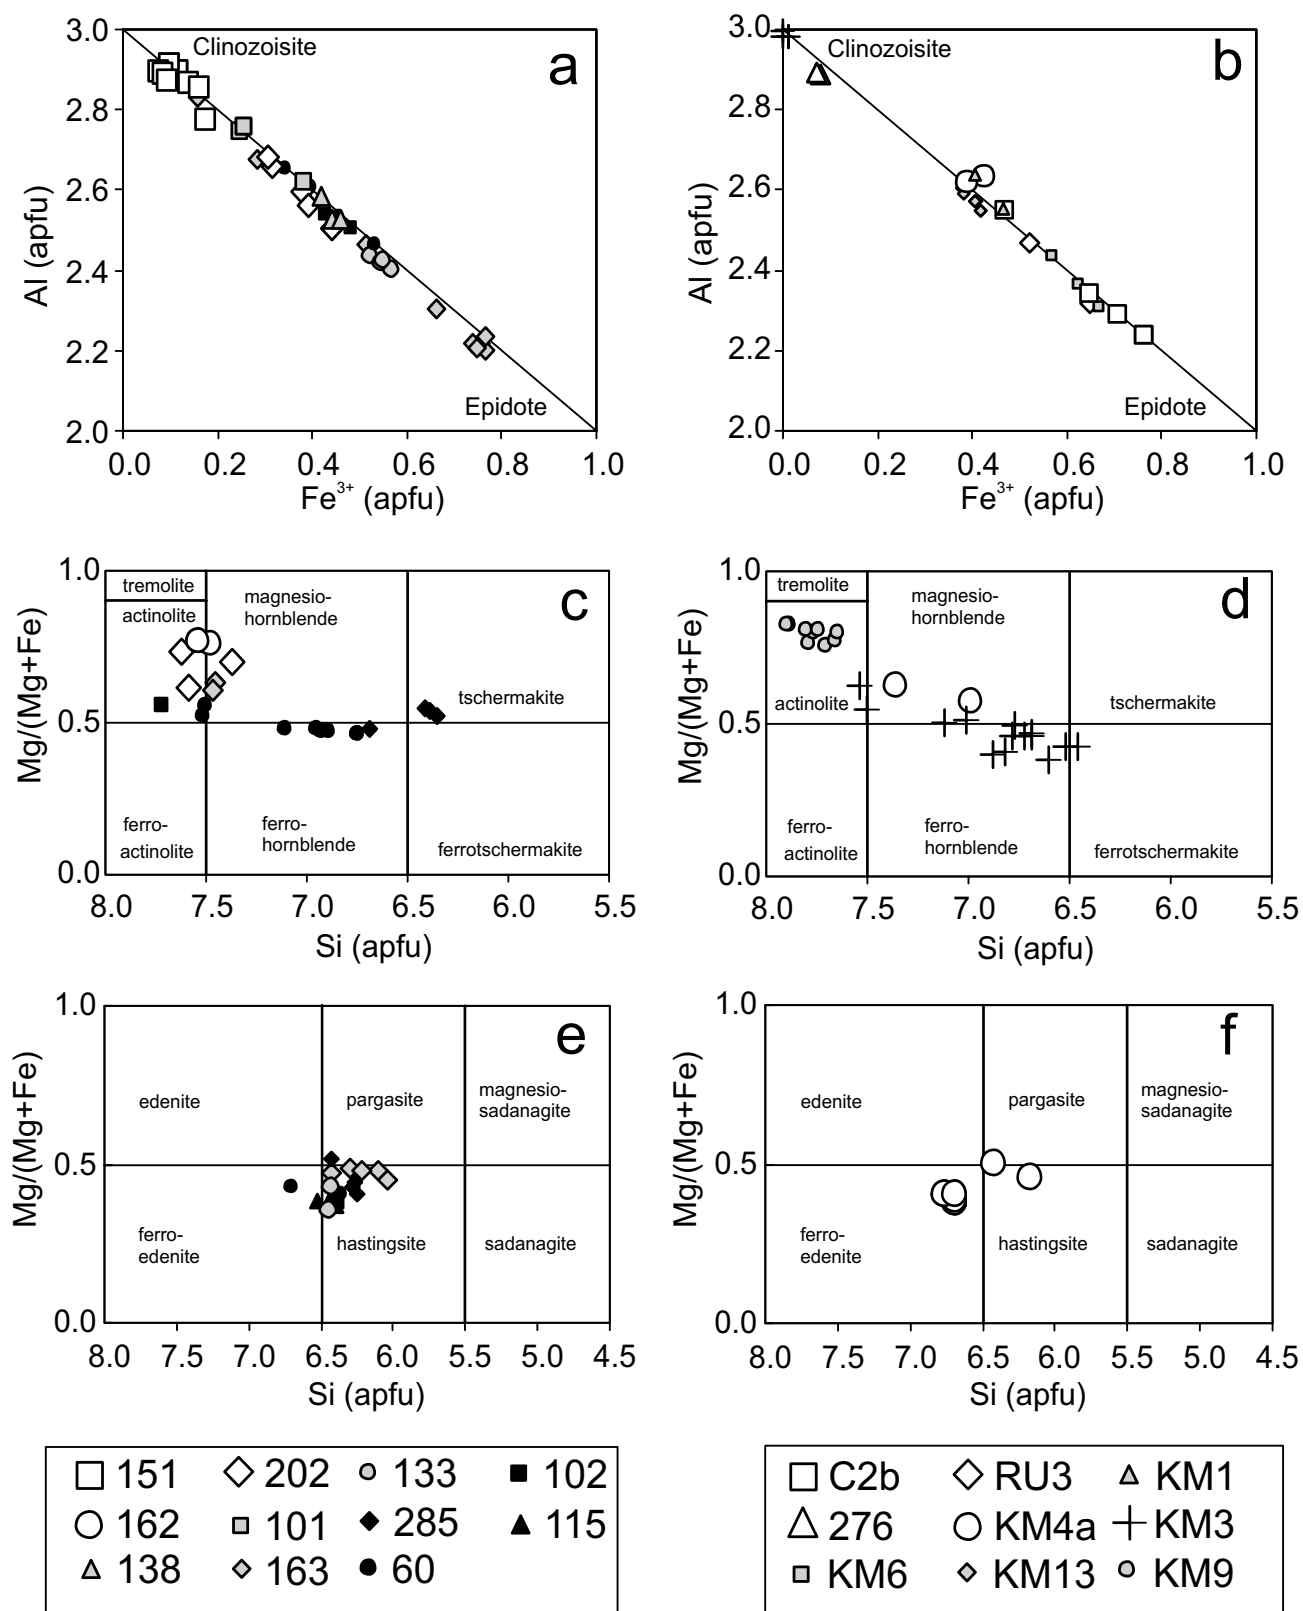 a
Clinozoisite
Epidote
3.0
2.8
2.6
2.4
2.2
2.0
Al (apfu)
0.0 0.2 0.4 0.6 0.8 1.0
Fe³⁺ (apfu)
b
Clinozoisite
Epidote
3.0
2.8
2.6
2.4
2.2
2.0
Al (apfu)
0.0 0.2 0.4 0.6 0.8 1.0
Fe³⁺ (apfu)
c
tremolite
actinolite
magnesio-
hornblende
tschermakite
ferro-
actinolite
ferro-
hornblende
ferrotschermakite
1.0
0.5
0.0
Mg/(Mg+Fe)
8.0 7.5 7.0 6.5 6.0 5.5
Si (apfu)
d
tremolite
actinolite
magnesio-
hornblende
tschermakite
ferro-
actinolite
ferro-
hornblende
ferrotschermakite
1.0
0.5
0.0
Mg/(Mg+Fe)
8.0 7.5 7.0 6.5 6.0 5.5
Si (apfu)
e
edenite
pargasite
magnesio-
sadanagite
ferro-
edenite
hastingsite
sadanagite
1.0
0.5
0.0
Mg/(Mg+Fe)
8.0 7.5 7.0 6.5 6.0 5.5 5.0 4.5
Si (apfu)
f
edenite
pargasite
magnesio-
sadanagite
ferro-
edenite
hastingsite
sadanagite
1.0
0.5
0.0
Mg/(Mg+Fe)
8.0 7.5 7.0 6.5 6.0 5.5 5.0 4.5
Si (apfu)
151 202 133 102
162 101 285 115
138 163 60
C2b RU3 KM1
276 KM4a KM3
KM6 KM13 KM9